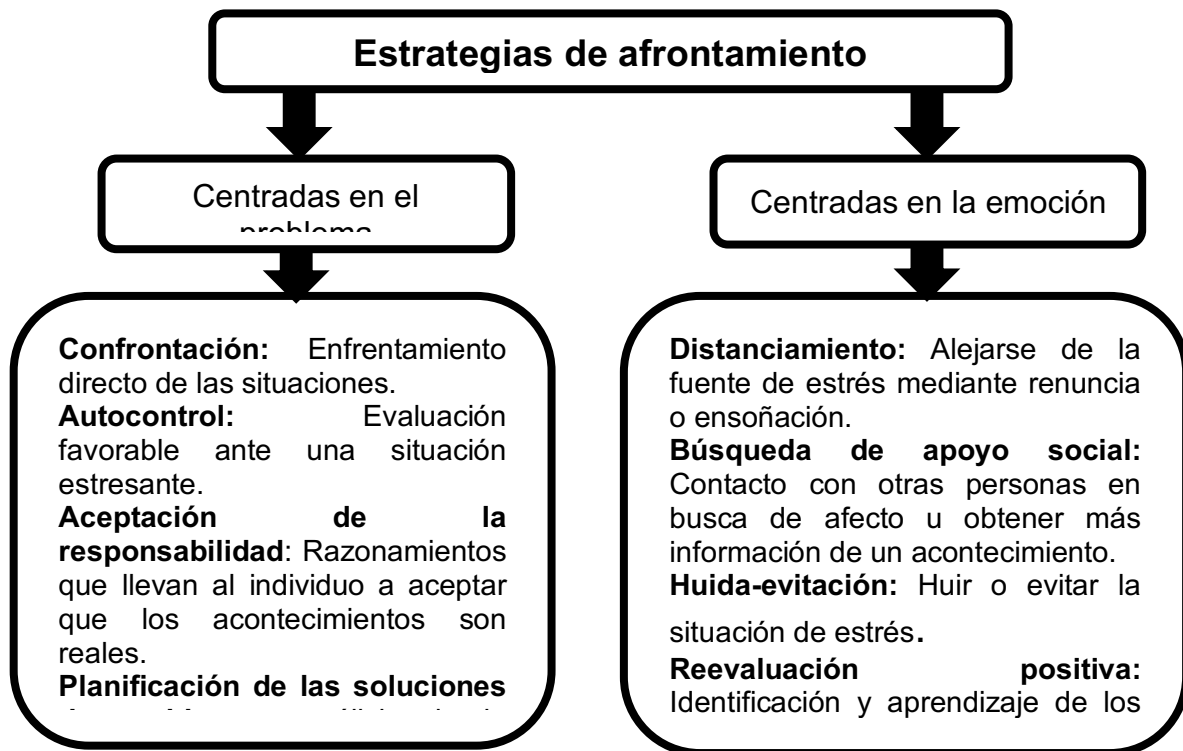 Estrategias de afrontamiento
Centradas en el
problema
Confrontación: Enfrentamiento
directo de las situaciones.
Autocontrol: Evaluación
favorable ante una situación
estresante.
Aceptación de la
responsabilidad: Razonamientos
que llevan al individuo a aceptar
que los acontecimientos son
reales.
Planificación de las soluciones
Centradas en la emoción
Distanciamiento: Alejarse de la
fuente de estrés mediante renuncia
o ensoñación.
Búsqueda de apoyo social:
Contacto con otras personas en
busca de afecto u obtener más
información de un acontecimiento.
Huida-evitación: Huir o evitar la
situación de estrés.
Reevaluación positiva:
Identificación y aprendizaje de los